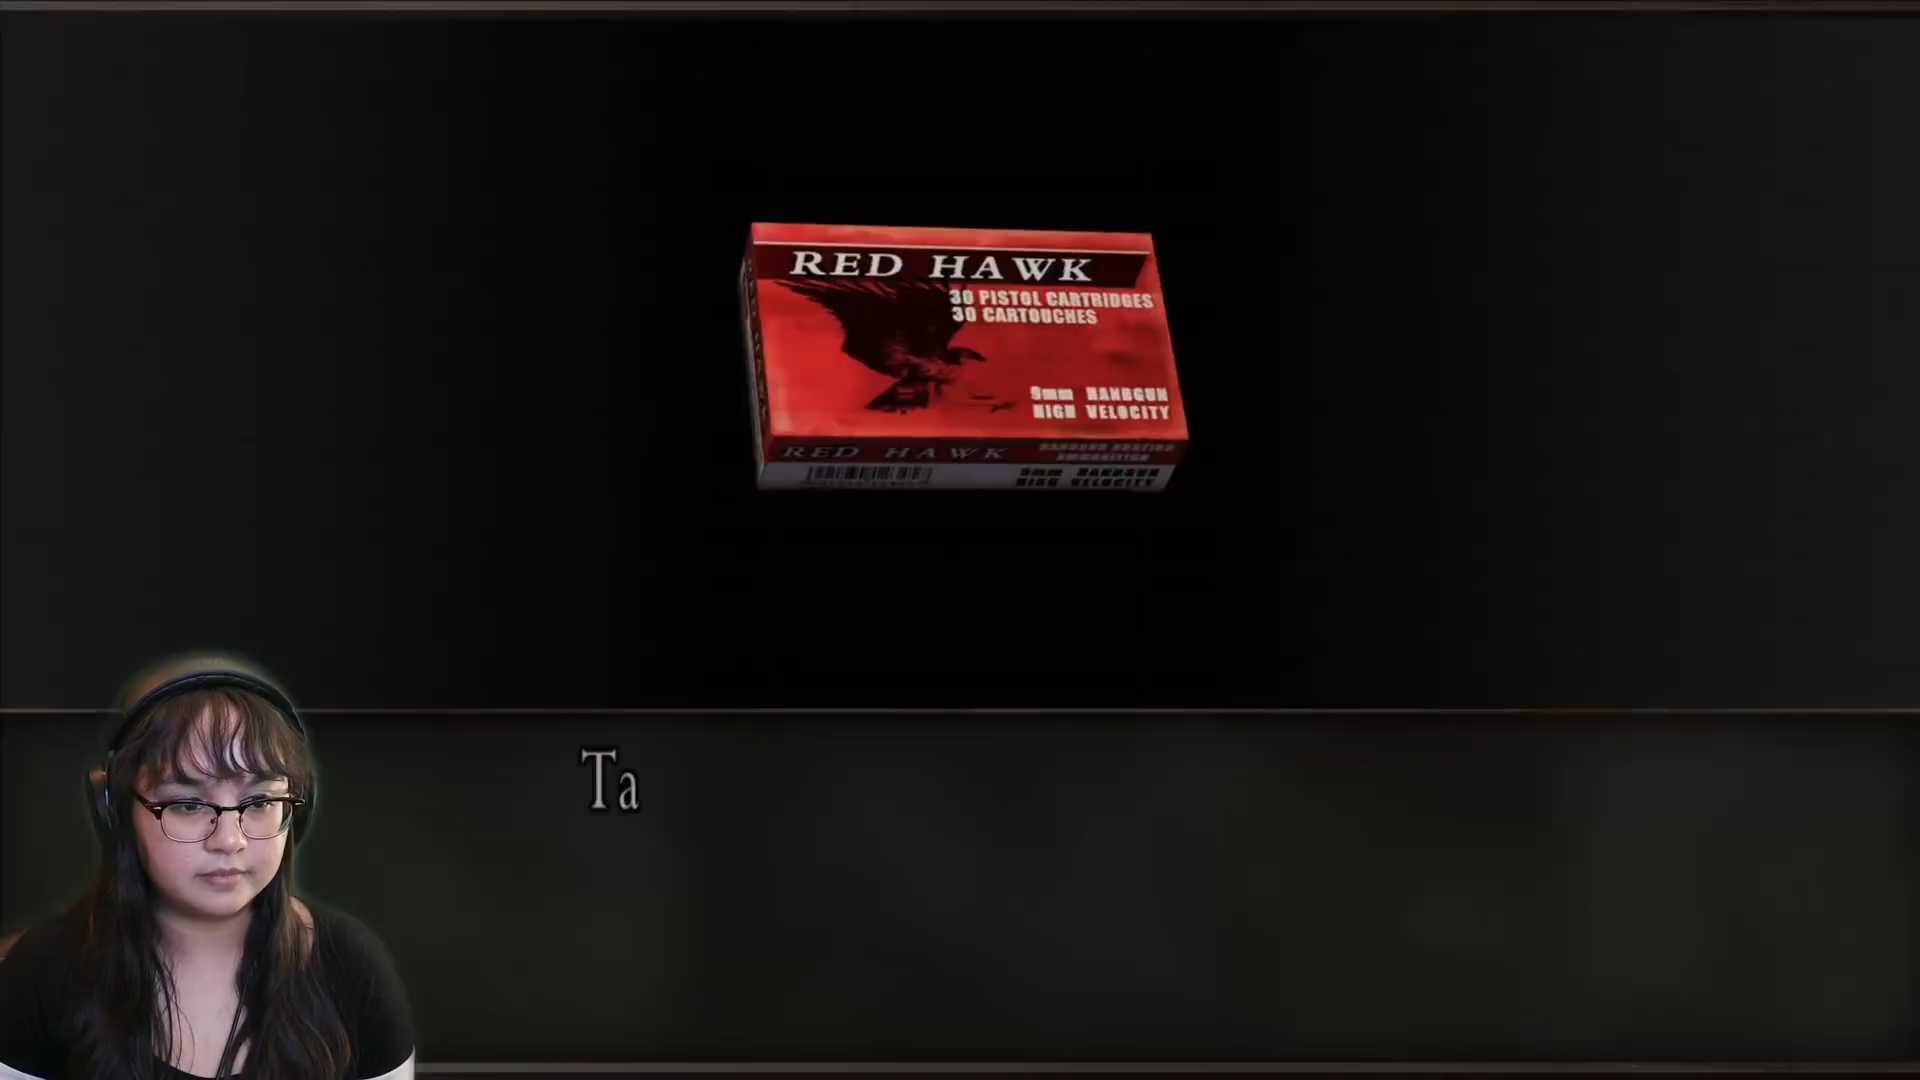 RED HAWK
30 PISTOL CARTRIDGES
30 CARTOUCHES
9mm HANDGUN
HIGH VELOCITY
RED HAWK
9mm HANDGUN
HIGH VELOCITY
Ta